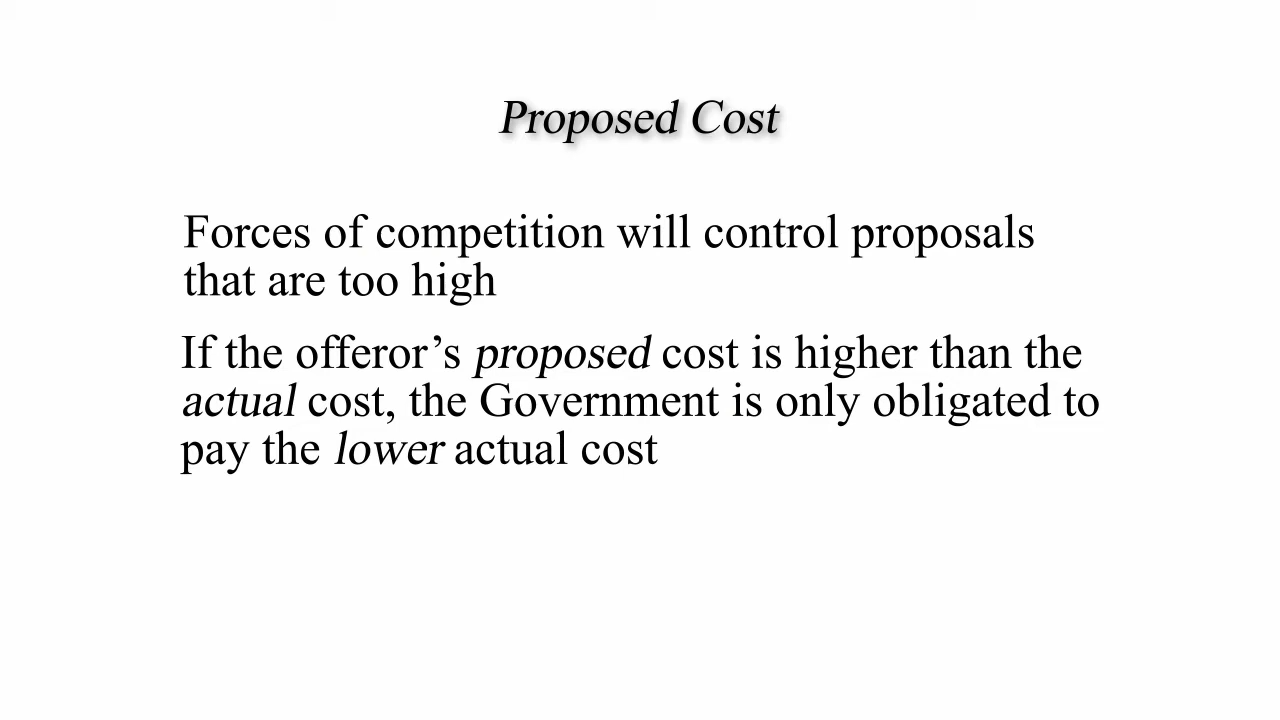 Proposed Cost
Forces of competition will control proposals
that are too high
If the offeror’s proposed cost is higher than the
actual cost, the Government is only obligated to
pay the lower actual cost